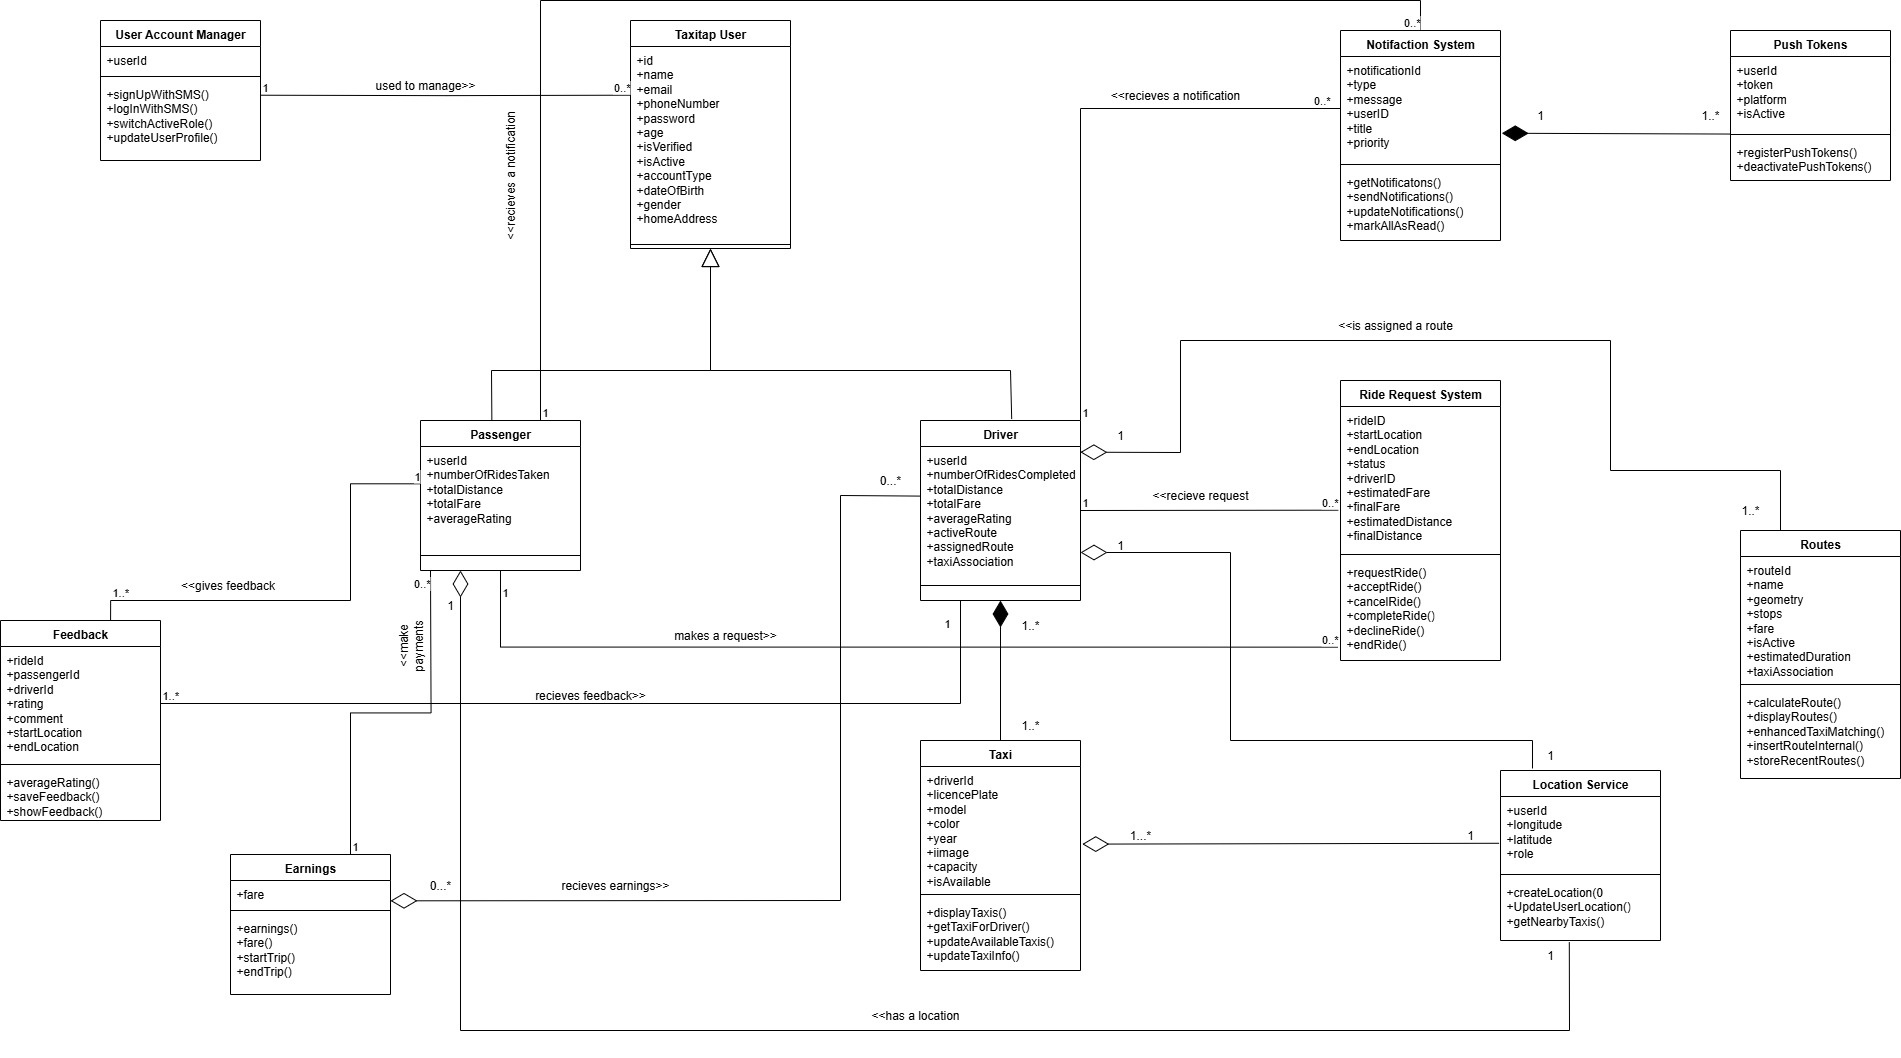 User Account Manager
+userId
+signUpWithSMS()
+logInWithSMS()
+switchActiveRole()
+updateUserProfile()
1
used to manage>>
0..*
Taxitap User
+id
+name
+email
+phoneNumber
+password
+age
+isVerified
+isActive
+accountType
+dateOfBirth
+gender
+homeAddress
<<recieves a notification
1
0..*
<<recieves a notification
0..*
1
Notifaction System
+notificationId
+type
+message
+userID
+title
+priority
+getNotificatons()
+sendNotifications()
+updateNotifications()
+markAllAsRead()
1
1..*
Push Tokens
+userId
+token
+platform
+isActive
+registerPushTokens()
+deactivatePushTokens()
<<is assigned a route
1
1..*
Passenger
+userId
+numberOfRidesTaken
+totalDistance
+totalFare
+averageRating
Driver
+userId
+numberOfRidesCompleted
+totalDistance
+totalFare
+averageRating
+activeRoute
+assignedRoute
+taxiAssociation
Ride Request System
+rideID
+startLocation
+endLocation
+status
+driverID
+estimatedFare
+finalFare
+estimatedDistance
+finalDistance
+requestRide()
+acceptRide()
+cancelRide()
+completeRide()
+declineRide()
+endRide()
1
<<recieve request
0..*
1
makes a request>>
0..*
Routes
+routeId
+name
+geometry
+stops
+fare
+isActive
+estimatedDuration
+taxiAssociation
+calculateRoute()
+displayRoutes()
+enhancedTaxiMatching()
+insertRouteInternal()
+storeRecentRoutes()
1
<<gives feedback
1..*
Feedback
+rideId
+passengerId
+driverId
+rating
+comment
+startLocation
+endLocation
+averageRating()
+saveFeedback()
+showFeedback()
1..*
recieves feedback>>
1
0..*
<<make
payments
1
Earnings
+fare
+earnings()
+fare()
+startTrip()
+endTrip()
0...*
recieves earnings>>
0...*
1..*
1..*
Taxi
+driverId
+licencePlate
+model
+color
+year
+iimage
+capacity
+isAvailable
+displayTaxis()
+getTaxiForDriver()
+updateAvailableTaxis()
+updateTaxiInfo()
1...*
1
1
1
Location Service
+userId
+longitude
+latitude
+role
+createLocation(0
+UpdateUserLocation()
+getNearbyTaxis()
1
<<has a location
1